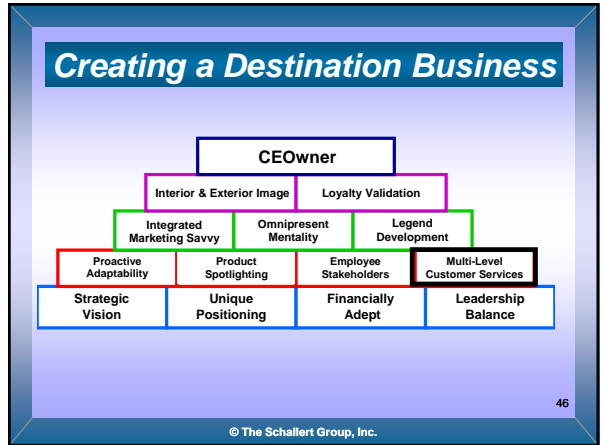 Creating a Destination Business
CEOwner
Interior & Exterior Image
Loyalty Validation
Integrated
Marketing Savvy
Omnipresent
Mentality
Legend
Development
Proactive
Adaptability
Product
Spotlighting
Employee
Stakeholders
Multi-Level
Customer Services
Strategic
Vision
Unique
Positioning
Financially
Adept
Leadership
Balance
46
© The Schallert Group, Inc.